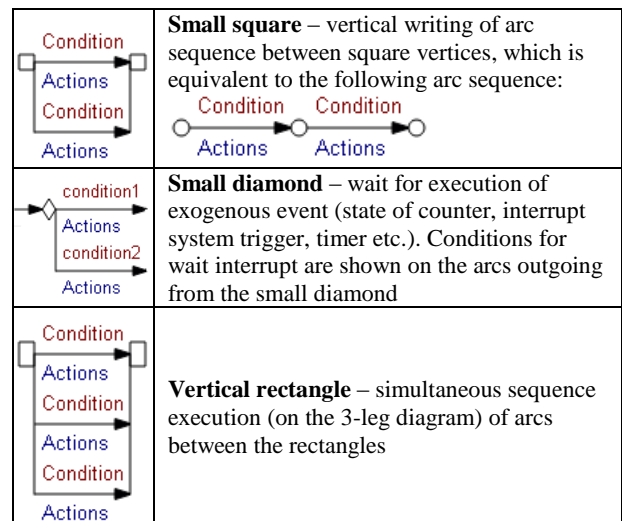 Condition
Actions
Condition
Actions
Small square – vertical writing of arc
sequence between square vertices, which is
equivalent to the following arc sequence:
Condition Condition
Actions Actions
condition1
Actions
condition2
Actions
Small diamond – wait for execution of
exogenous event (state of counter, interrupt
system trigger, timer etc.). Conditions for
wait interrupt are shown on the arcs outgoing
from the small diamond
Condition
Actions
Condition
Actions
Condition
Actions
Vertical rectangle – simultaneous sequence
execution (on the 3-leg diagram) of arcs
between the rectangles